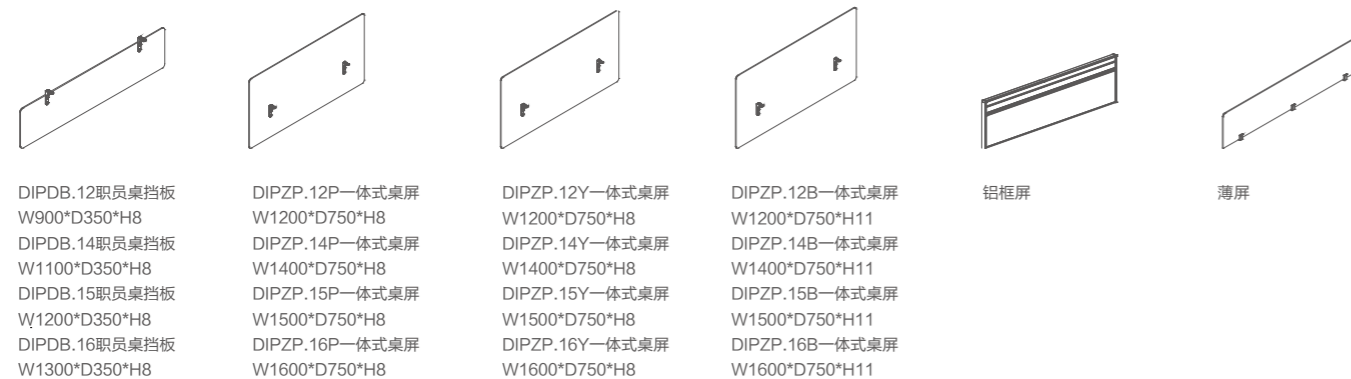 DIPDB.12职员桌挡板
W900*D350*H8
DIPDB.14职员桌挡板
W1100*D350*H8
DIPDB.15职员桌挡板
W1200*D350*H8
DIPDB.16职员桌挡板
W1300*D350*H8
DIPZP.12P一体式桌屏
W1200*D750*H8
DIPZP.14P一体式桌屏
W1400*D750*H8
DIPZP.15P一体式桌屏
W1500*D750*H8
DIPZP.16P一体式桌屏
W1600*D750*H8
DIPZP.12Y一体式桌屏
W1200*D750*H8
DIPZP.14Y一体式桌屏
W1400*D750*H8
DIPZP.15Y一体式桌屏
W1500*D750*H8
DIPZP.16Y一体式桌屏
W1600*D750*H8
DIPZP.12B一体式桌屏
W1200*D750*H11
DIPZP.14B一体式桌屏
W1400*D750*H11
DIPZP.15B一体式桌屏
W1500*D750*H11
DIPZP.16B一体式桌屏
W1600*D750*H11
铝框屏
薄屏